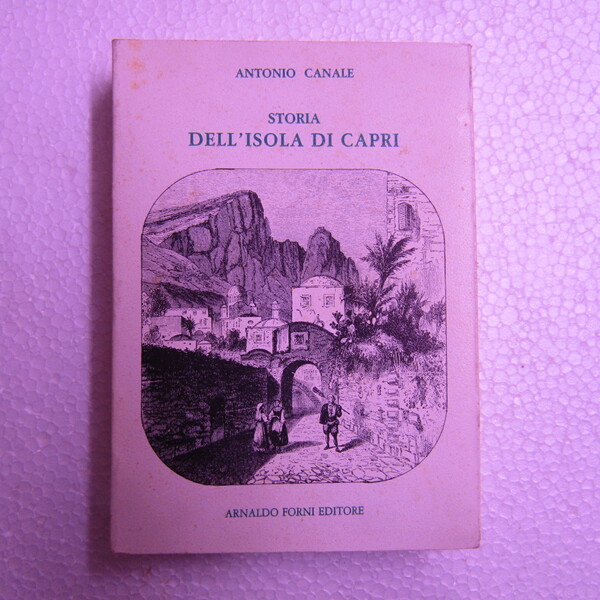 ANTONIO CANALE
STORIA
DELL'ISOLA DI CAPRI
ARNALDO FORNI EDITORE